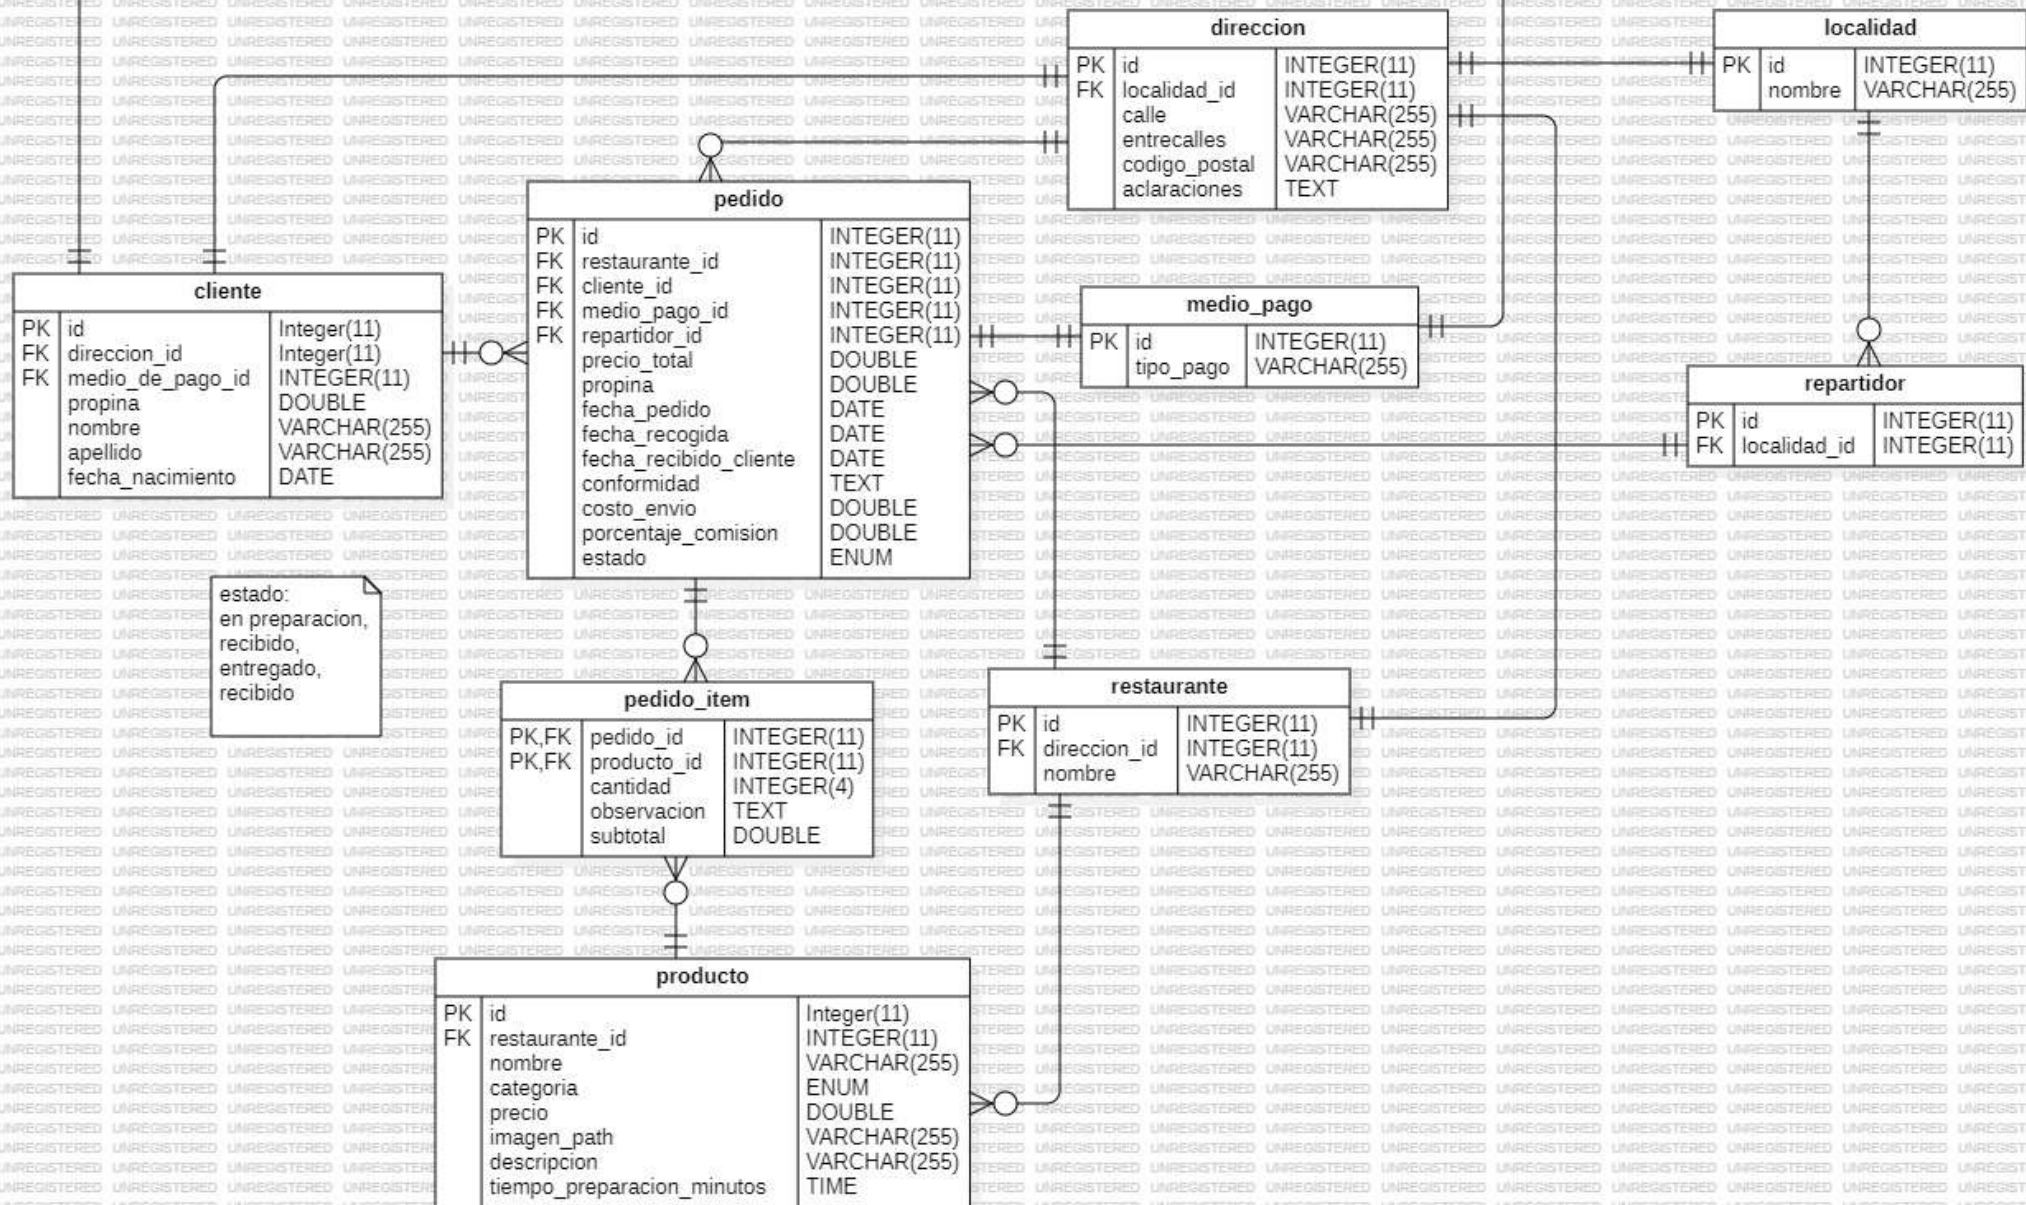 direccion
PK id INTEGER(11)
FK localidad_id INTEGER(11)
calle VARCHAR(255)
entrecalles VARCHAR(255)
codigo_postal VARCHAR(255)
aclaraciones TEXT
localidad
PK id INTEGER(11)
nombre VARCHAR(255)
pedido
PK id INTEGER(11)
FK restaurante_id INTEGER(11)
FK cliente_id INTEGER(11)
FK medio_pago_id INTEGER(11)
FK repartidor_id INTEGER(11)
precio_total DOUBLE
propina DOUBLE
fecha_pedido DATE
fecha_recogida DATE
fecha_recibido_cliente DATE
conformidad TEXT
costo_envio DOUBLE
porcentaje_comision DOUBLE
estado ENUM
cliente
PK id Integer(11)
FK direccion_id Integer(11)
FK medio_de_pago_id INTEGER(11)
propina DOUBLE
nombre VARCHAR(255)
apellido VARCHAR(255)
fecha_nacimiento DATE
medio_pago
PK id INTEGER(11)
tipo_pago VARCHAR(255)
repartidor
PK id INTEGER(11)
FK localidad_id INTEGER(11)
estado:
en preparacion,
recibido,
entregado,
recibido
pedido_item
PK,FK pedido_id INTEGER(11)
PK,FK producto_id INTEGER(11)
cantidad INTEGER(4)
observacion TEXT
subtotal DOUBLE
restaurante
PK id INTEGER(11)
FK direccion_id INTEGER(11)
nombre VARCHAR(255)
producto
PK id Integer(11)
FK restaurante_id INTEGER(11)
nombre VARCHAR(255)
categoria ENUM
precio DOUBLE
imagen_path VARCHAR(255)
descripcion VARCHAR(255)
tiempo_preparacion_minutos TIME
UNREGISTERED